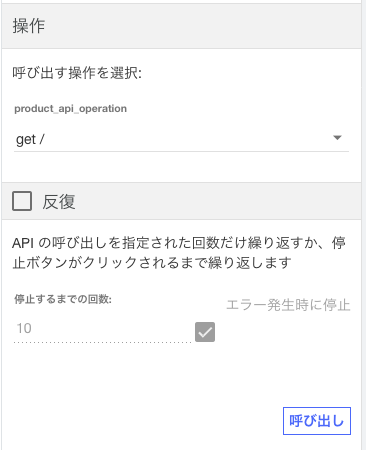 操作
呼び出す操作を選択:
product_api_operation
get /
反復
API の呼び出しを指定された回数だけ繰り返すか、停
止ボタンがクリックされるまで繰り返します
停止するまでの回数:
エラー発生時に停止
10
呼び出し